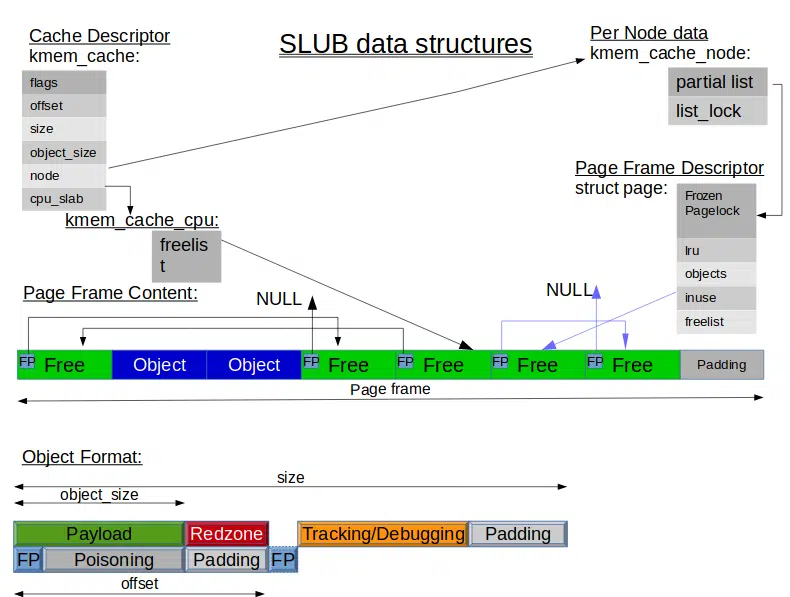 SLUB data structures
Cache Descriptor
kmem_cache:
flags
offset
size
object_size
node
cpu_slab
kmem_cache_cpu:
freelis
t
Per Node data
kmem_cache_node:
partial list
list_lock
Page Frame Descriptor
struct page:
Frozen
Pagelock
lru
objects
inuse
freelist
Page Frame Content:
NULL
NULL
FP Free Object Object FP Free FP Free FP Free FP Free Padding
Page frame
Object Format:
size
object_size
Payload Redzone Tracking/Debugging Padding
FP Poisoning Padding FP
offset